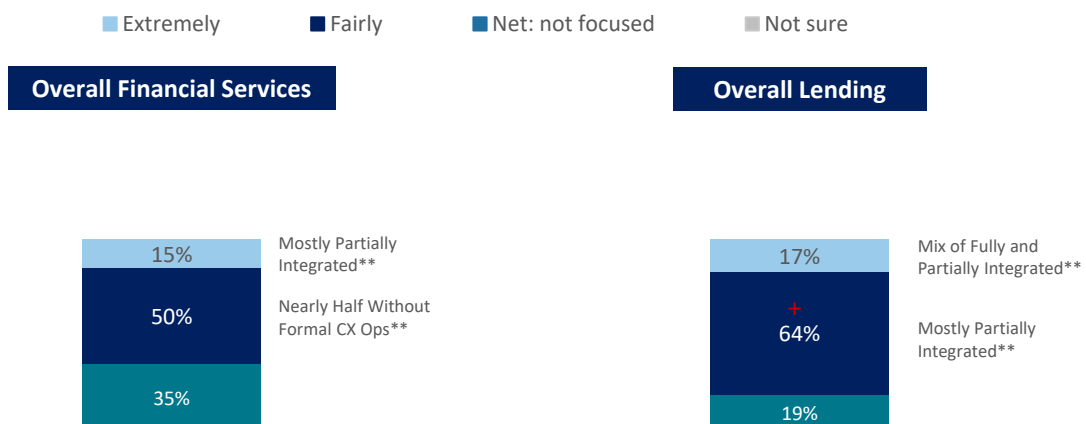 Extremely
Fairly
Net: not focused
Not sure
Overall Financial Services
Overall Lending
15%
Mostly Partially
Integrated**
50%
Nearly Half Without
Formal CX Ops**
35%
17%
Mix of Fully and
Partially Integrated**
+
64%
Mostly Partially
Integrated**
19%